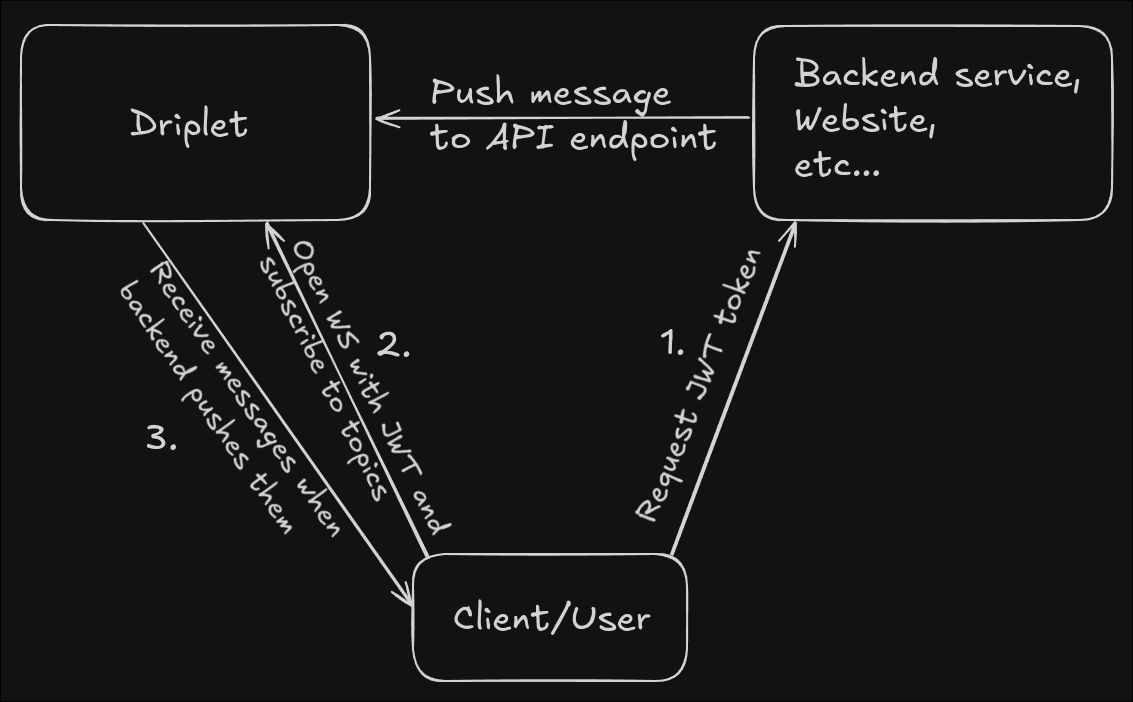 Driplet
Push message
to API endpoint
Backend service,
Website,
etc...
Receive messages when
backend pushes them
3.
Open WS with JWT and
subscribe to topics
2.
1.
Request JWT token
Client/User